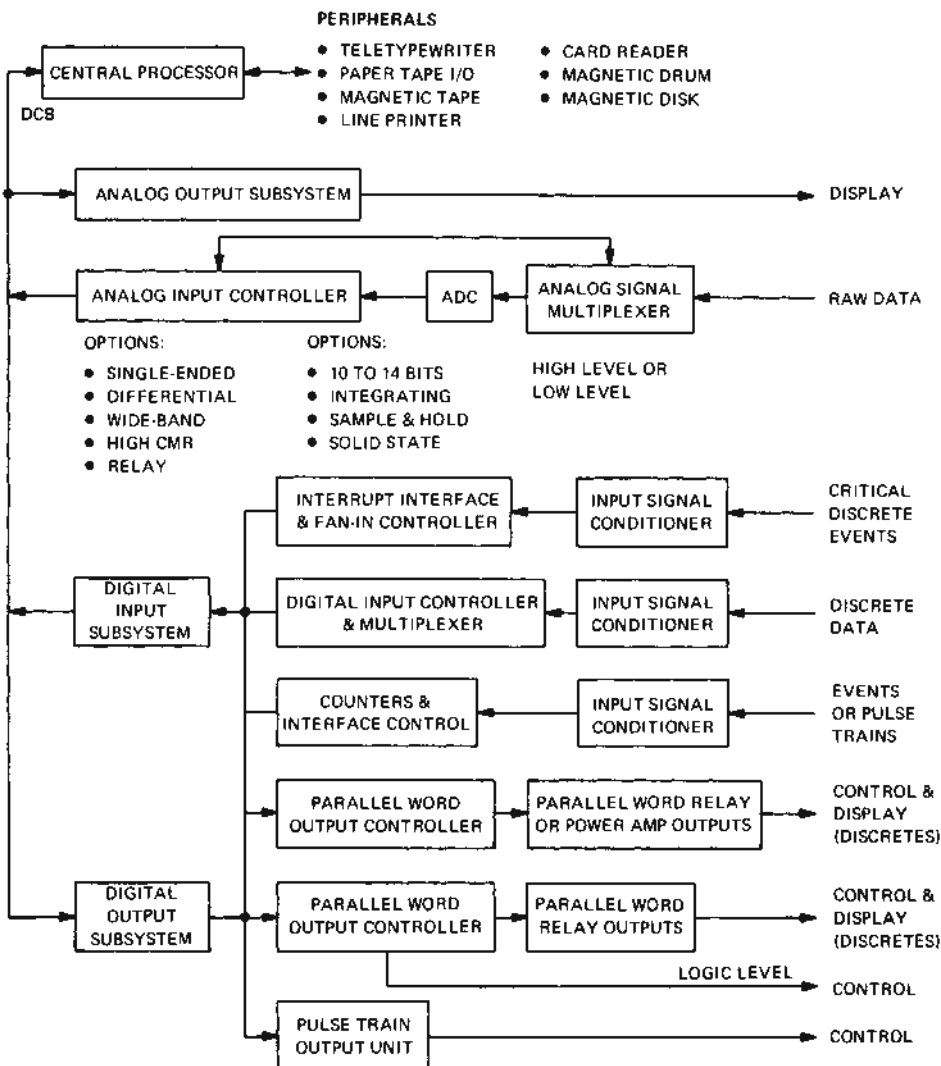 PERIPHERALS
● TELETYPEWRITER
● PAPER TAPE I/O
● MAGNETIC TAPE
● LINE PRINTER
● CARD READER
● MAGNETIC DRUM
● MAGNETIC DISK
CENTRAL PROCESSOR
DCB
ANALOG OUTPUT SUBSYSTEM
DISPLAY
ANALOG INPUT CONTROLLER
ADC
ANALOG SIGNAL
MULTIPLEXER
RAW DATA
OPTIONS:
● SINGLE-ENDED
● DIFFERENTIAL
● WIDE-BAND
● HIGH CMR
● RELAY
OPTIONS:
● 10 TO 14 BITS
● INTEGRATING
● SAMPLE & HOLD
● SOLID STATE
HIGH LEVEL OR
LOW LEVEL
INTERRUPT INTERFACE
& FAN-IN CONTROLLER
INPUT SIGNAL
CONDITIONER
CRITICAL
DISCRETE
EVENTS
DIGITAL
INPUT
SUBSYSTEM
DIGITAL INPUT CONTROLLER
& MULTIPLEXER
INPUT SIGNAL
CONDITIONER
DISCRETE
DATA
COUNTERS &
INTERFACE CONTROL
INPUT SIGNAL
CONDITIONER
EVENTS
OR PULSE
TRAINS
PARALLEL WORD
OUTPUT CONTROLLER
PARALLEL WORD RELAY
OR POWER AMP OUTPUTS
CONTROL &
DISPLAY
(DISCRETES)
DIGITAL
OUTPUT
SUBSYSTEM
PARALLEL WORD
OUTPUT CONTROLLER
PARALLEL WORD
RELAY OUTPUTS
CONTROL &
DISPLAY
(DISCRETES)
LOGIC LEVEL
CONTROL
PULSE TRAIN
OUTPUT UNIT
CONTROL